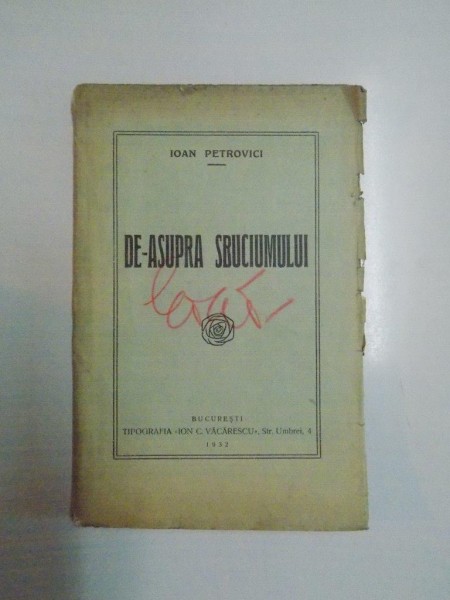 IOAN PETROVICI
DE-ASUPRA SBUCIUMULUI
BUCUREȘTI
TIPOGRAFIA «ION C. VĂCĂRESCU», Str. Umbrei, 4
1932